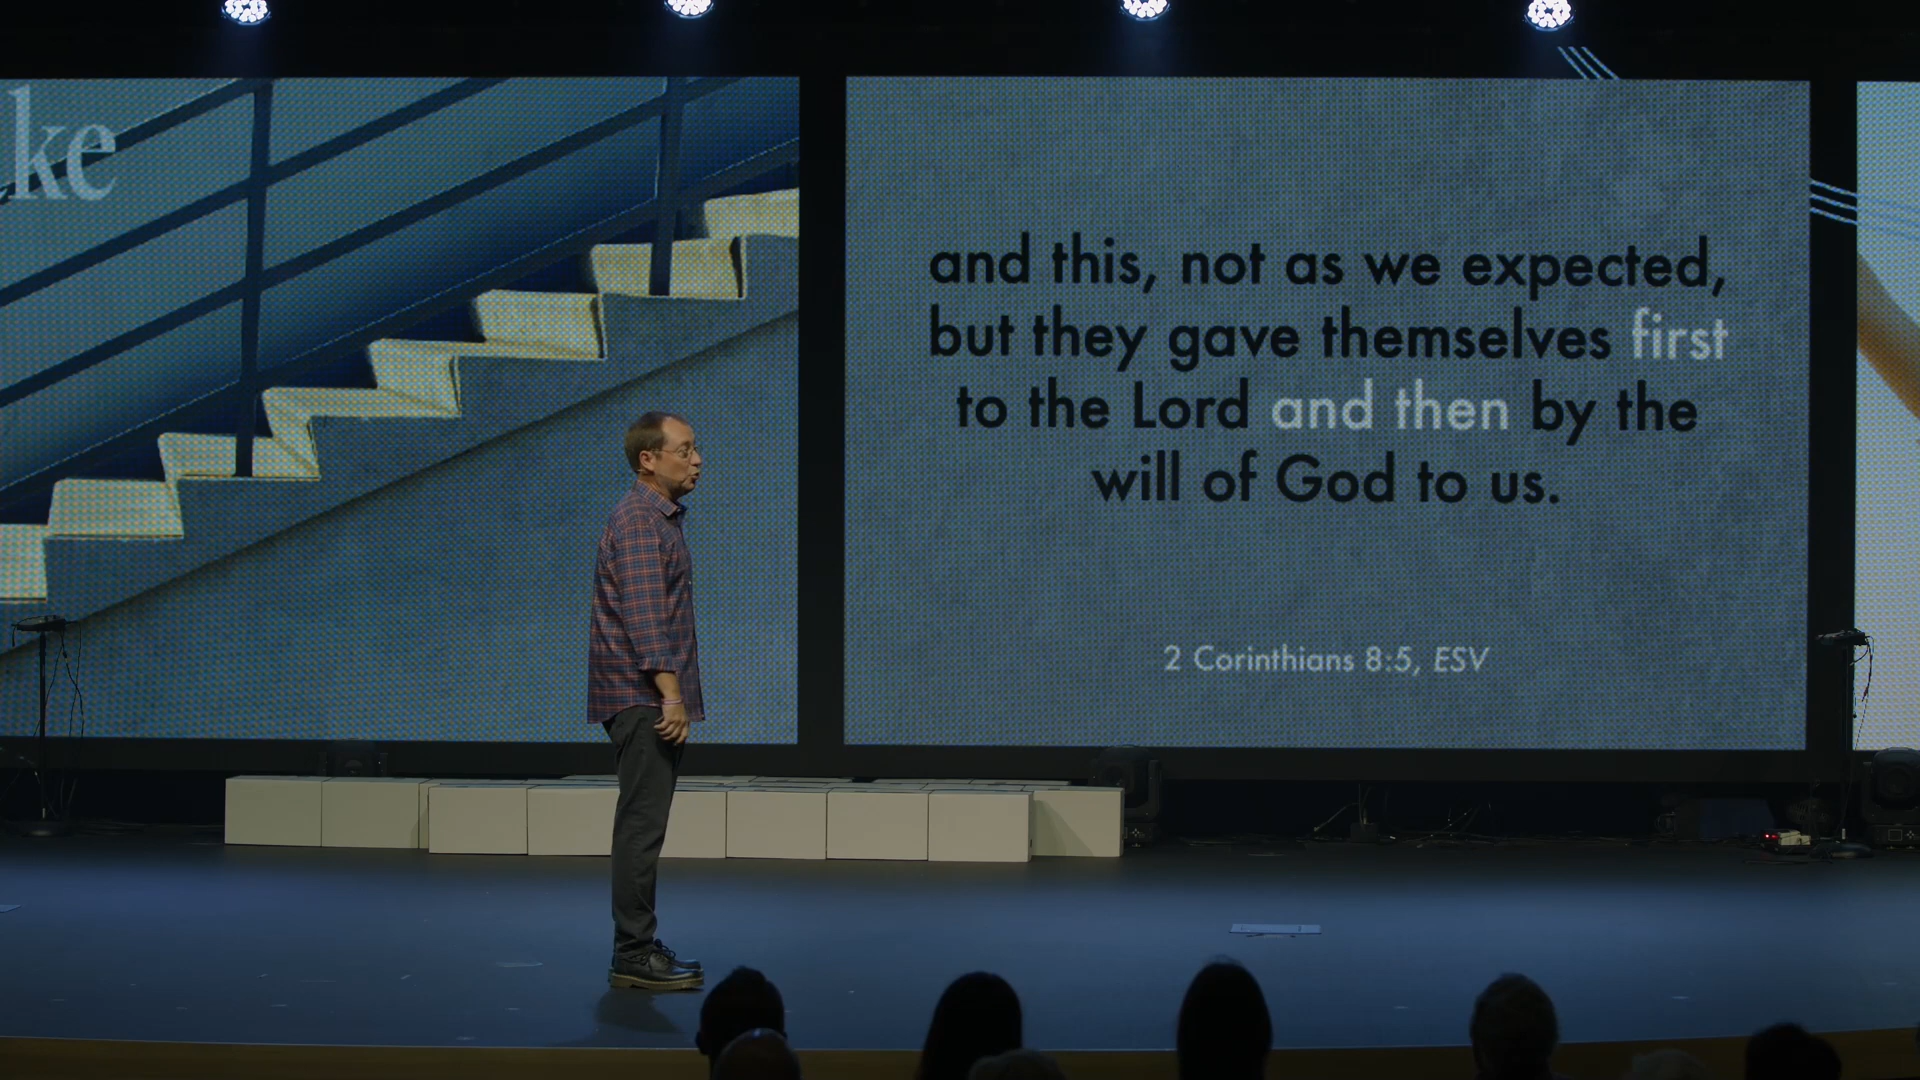 ke
and this, not as we expected,
but they gave themselves first
to the Lord and then by the
will of God to us.
2 Corinthians 8:5, ESV